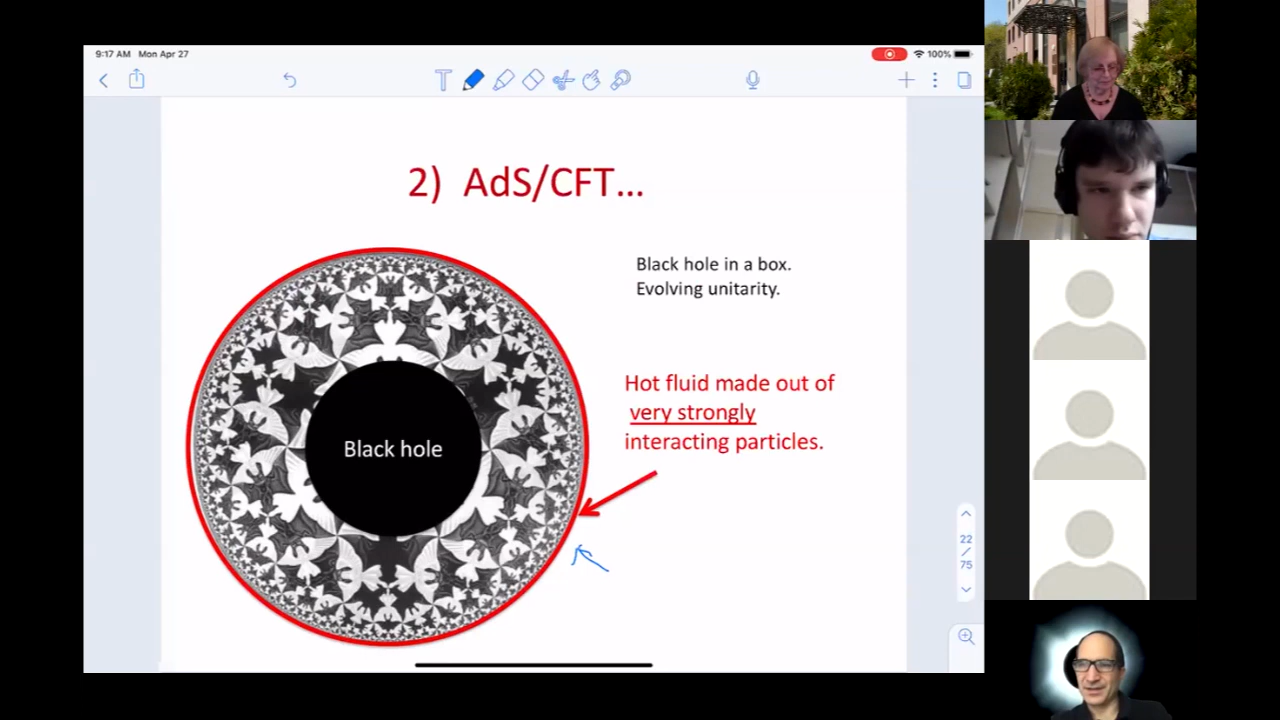 9:17 AM Mon Apr 27
100%
T
2) AdS/CFT...
Black hole in a box.
Evolving unitarity.
Hot fluid made out of
very strongly
interacting particles.
Black hole
22
/
75